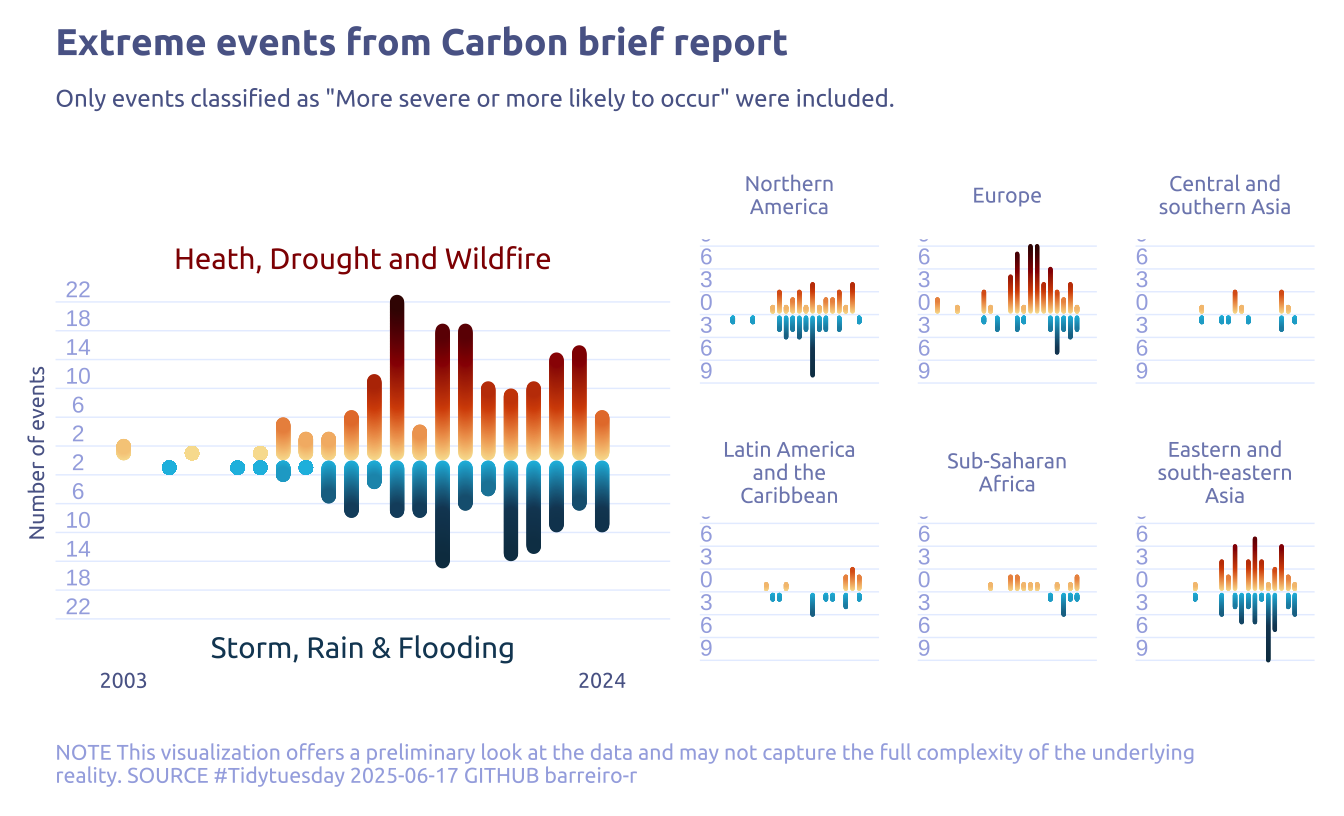 Extreme events from Carbon brief report
Only events classified as "More severe or more likely to occur" were included.
Heath, Drought and Wildfire
22
18
14
10
6
2
2
6
10
14
18
22
Number of events
Storm, Rain & Flooding
2003
2024
Northern
America
6
3
0
3
6
9
Europe
6
3
0
3
6
9
Central and
southern Asia
6
3
0
3
6
9
Latin America
and the
Caribbean
6
3
0
3
6
9
Sub-Saharan
Africa
6
3
0
3
6
9
Eastern and
south-eastern
Asia
6
3
0
3
6
9
NOTE This visualization offers a preliminary look at the data and may not capture the full complexity of the underlying
reality. SOURCE #Tidytuesday 2025-06-17 GITHUB barreiro-r